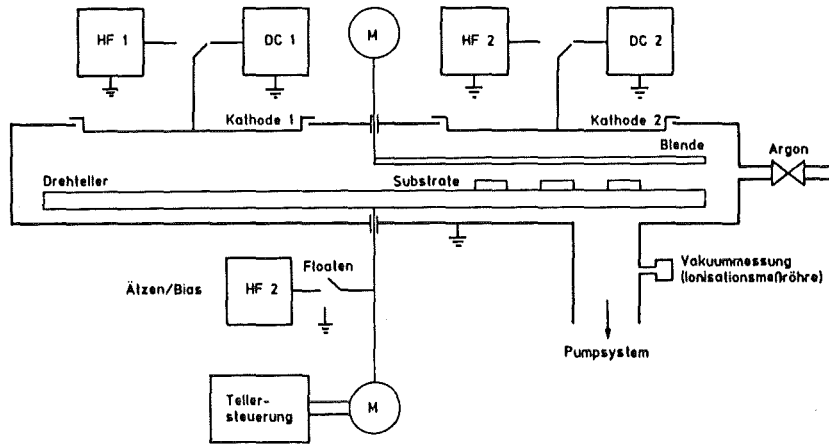 HF 1
DC 1
M
HF 2
DC 2
Kathode 1
Kathode 2
Blende
Argon
Drehteller
Substrate
Floaten
Ätzen/Bias
HF 2
Vakuummessung
(Ionisationsmeßröhre)
Pumpsystem
Teller-
steuerung
M